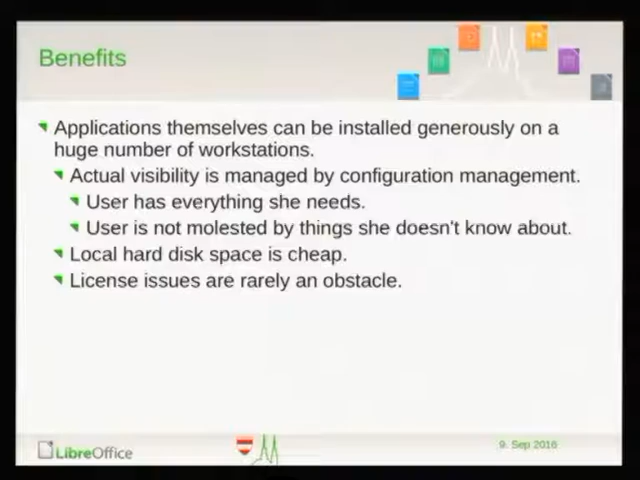 Benefits
Applications themselves can be installed generously on a
huge number of workstations.
Actual visibility is managed by configuration management.
User has everything she needs.
User is not molested by things she doesn't know about.
Local hard disk space is cheap.
License issues are rarely an obstacle.
LibreOffice
9. Sep 2016